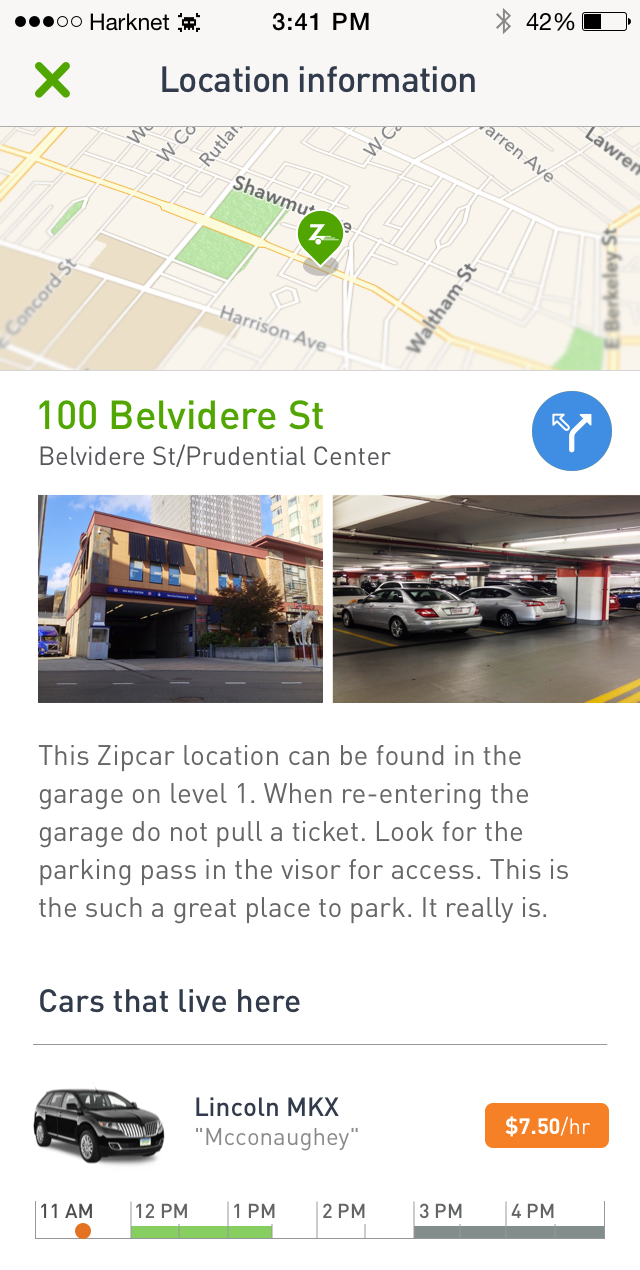 Harknet 3:41 PM 42%
Location information
W Co
Rutlan
W Ca
arren Ave
Lawren
Shawmut
e
E Concord St
Harrison Ave
Waltham St
E Berkeley St
100 Belvidere St
Belvidere St/Prudential Center
This Zipcar location can be found in the
garage on level 1. When re-entering the
garage do not pull a ticket. Look for the
parking pass in the visor for access. This is
the such a great place to park. It really is.
Cars that live here
Lincoln MKX
"Mcconaughey"
$7.50/hr
11 AM 12 PM 1 PM 2 PM 3 PM 4 PM